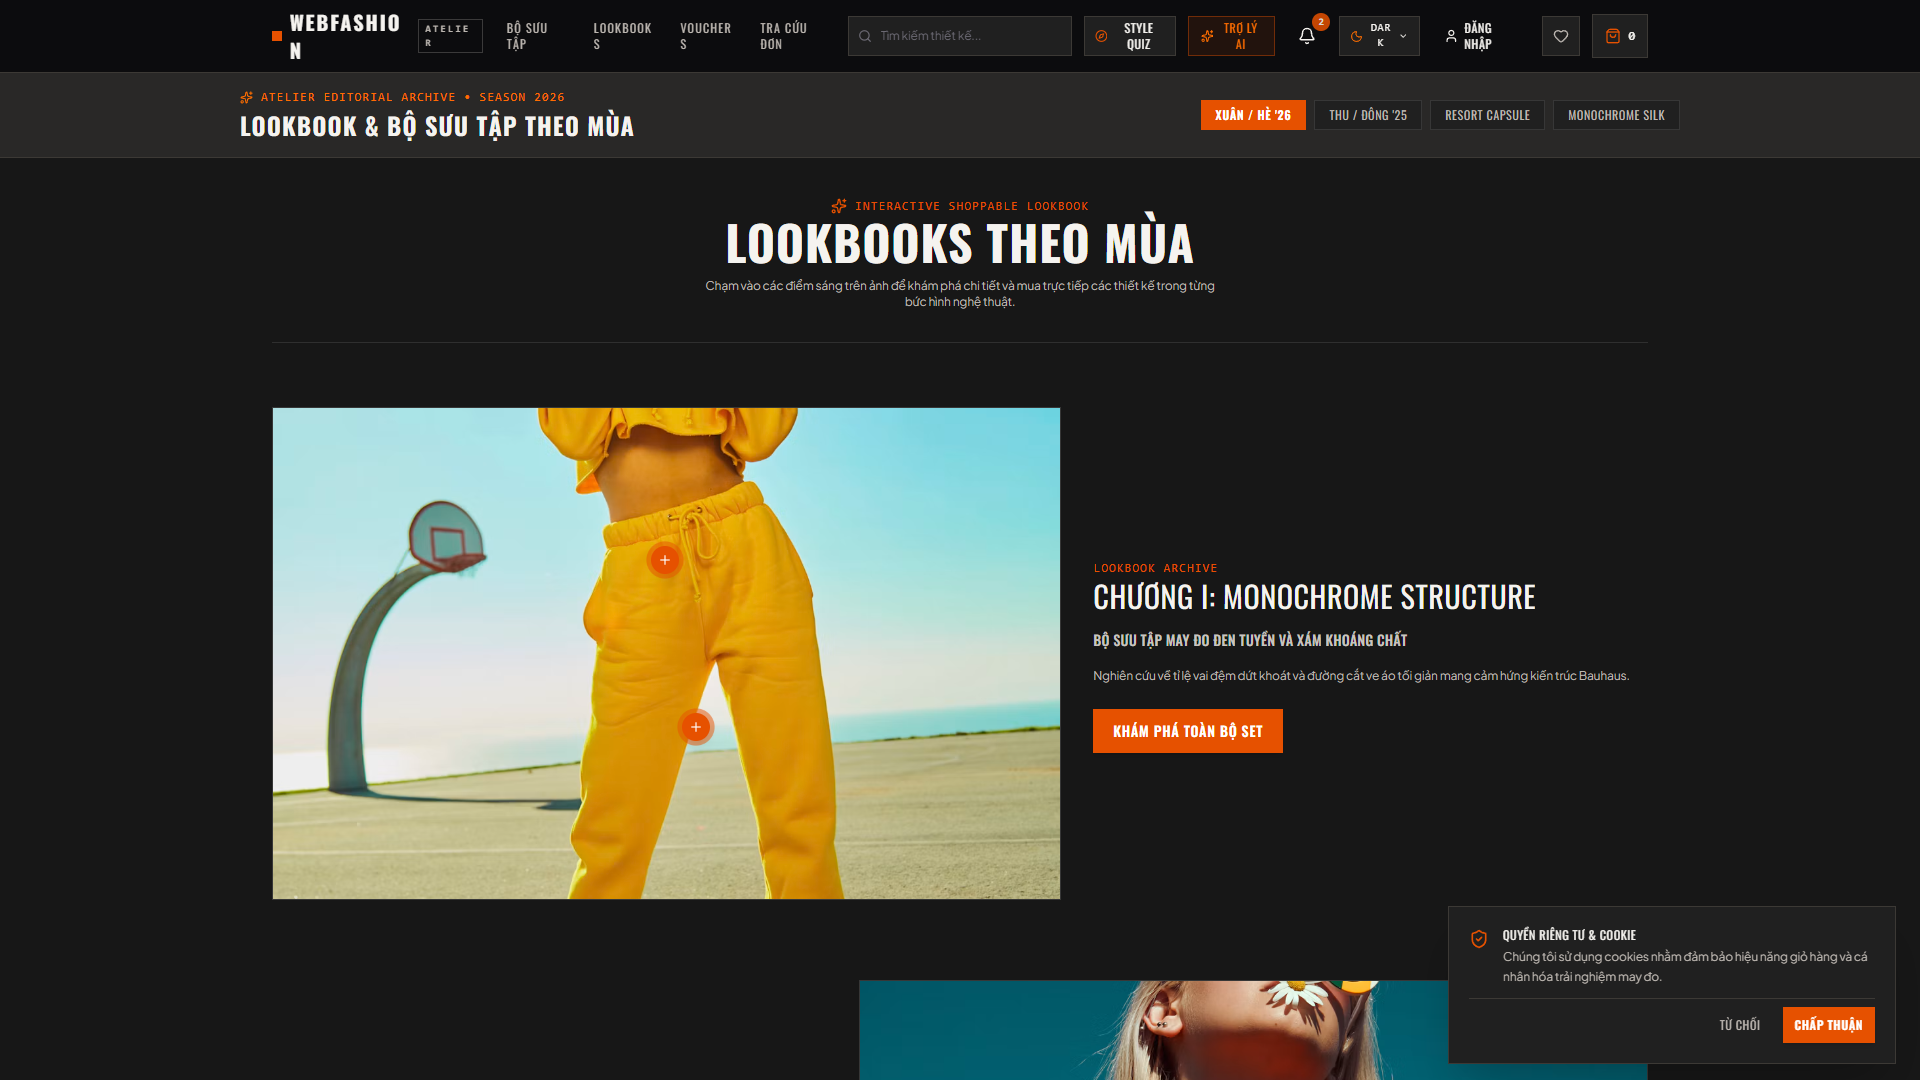 WEBFASHIO
N
ATELIE
R
BỘ SƯU
TẬP
LOOKBOOK
S
VOUCHER
S
TRA CỨU
ĐƠN
Tìm kiếm thiết kế...
STYLE
QUIZ
TRỢ LÝ
AI
2
DAR
K
ĐĂNG
NHẬP
0
ATELIER EDITORIAL ARCHIVE • SEASON 2026
LOOKBOOK & BỘ SƯU TẬP THEO MÙA
XUÂN / HÈ '26
THU / ĐÔNG '25
RESORT CAPSULE
MONOCHROME SILK
INTERACTIVE SHOPPABLE LOOKBOOK
LOOKBOOKS THEO MÙA
Chạm vào các điểm sáng trên ảnh để khám phá chi tiết và mua trực tiếp các thiết kế trong từng
bức hình nghệ thuật.
LOOKBOOK ARCHIVE
CHƯƠNG I: MONOCHROME STRUCTURE
BỘ SƯU TẬP MAY ĐO ĐEN TUYỀN VÀ XÁM KHOÁNG CHẤT
Nghiên cứu về tỉ lệ vai đệm dứt khoát và đường cắt ve áo tối giản mang cảm hứng kiến trúc Bauhaus.
KHÁM PHÁ TOÀN BỘ SET
QUYỀN RIÊNG TƯ & COOKIE
Chúng tôi sử dụng cookies nhằm đảm bảo hiệu năng giỏ hàng và cá
nhân hóa trải nghiệm may đo.
TỪ CHỐI
CHẤP THUẬN